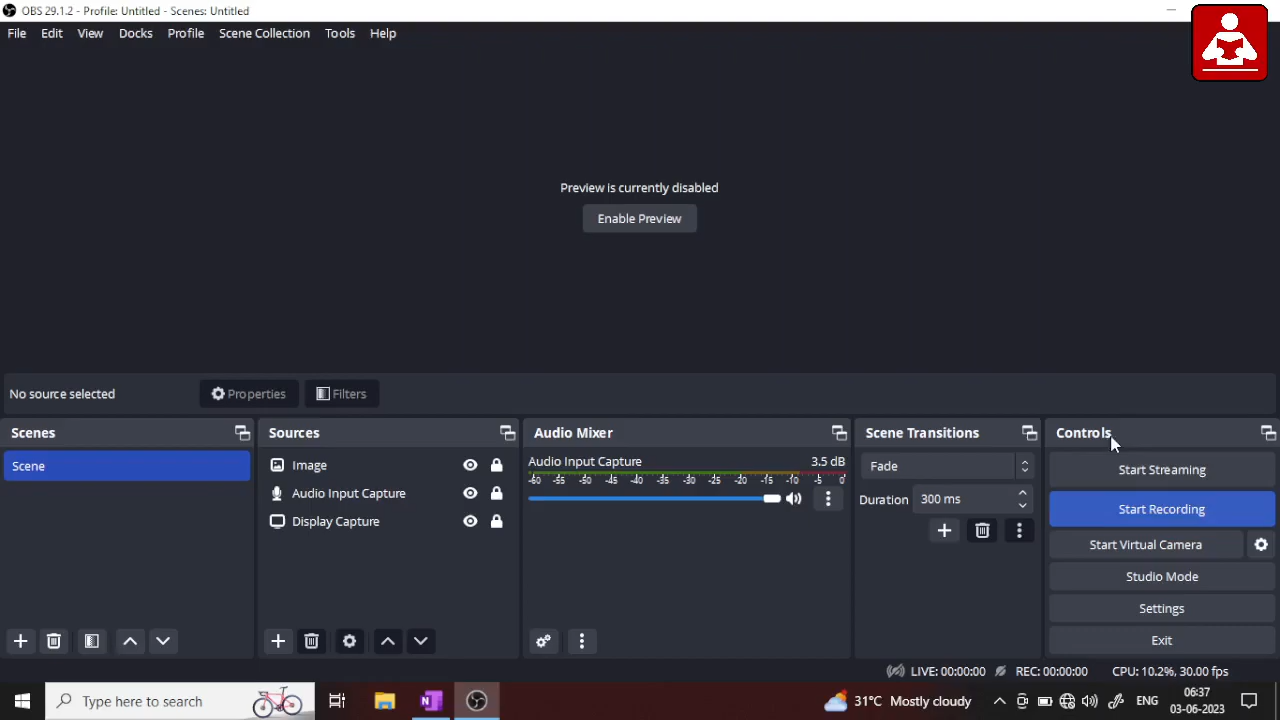 OBS 29.1.2 - Profile: Untitled - Scenes: Untitled
File Edit View Docks Profile Scene Collection Tools Help
Preview is currently disabled
Enable Preview
No source selected Properties Filters
Scenes
Scene
Sources
Image
Audio Input Capture
Display Capture
Audio Mixer
Audio Input Capture 3.5 dB
-60 -55 -50 -45 -40 -35 -30 -25 -20 -15 -10 -5 0
Scene Transitions
Fade
Duration 300 ms
Controls
Start Streaming
Start Recording
Start Virtual Camera
Studio Mode
Settings
Exit
LIVE: 00:00:00 REC: 00:00:00 CPU: 10.2%, 30.00 fps
Type here to search
31°C Mostly cloudy
ENG
06:37
03-06-2023